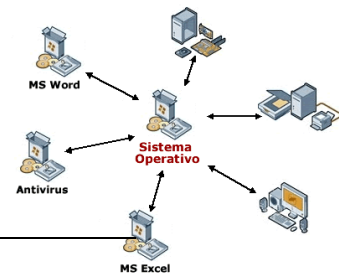 MS Word
Sistema
Operativo
Antivirus
MS Excel